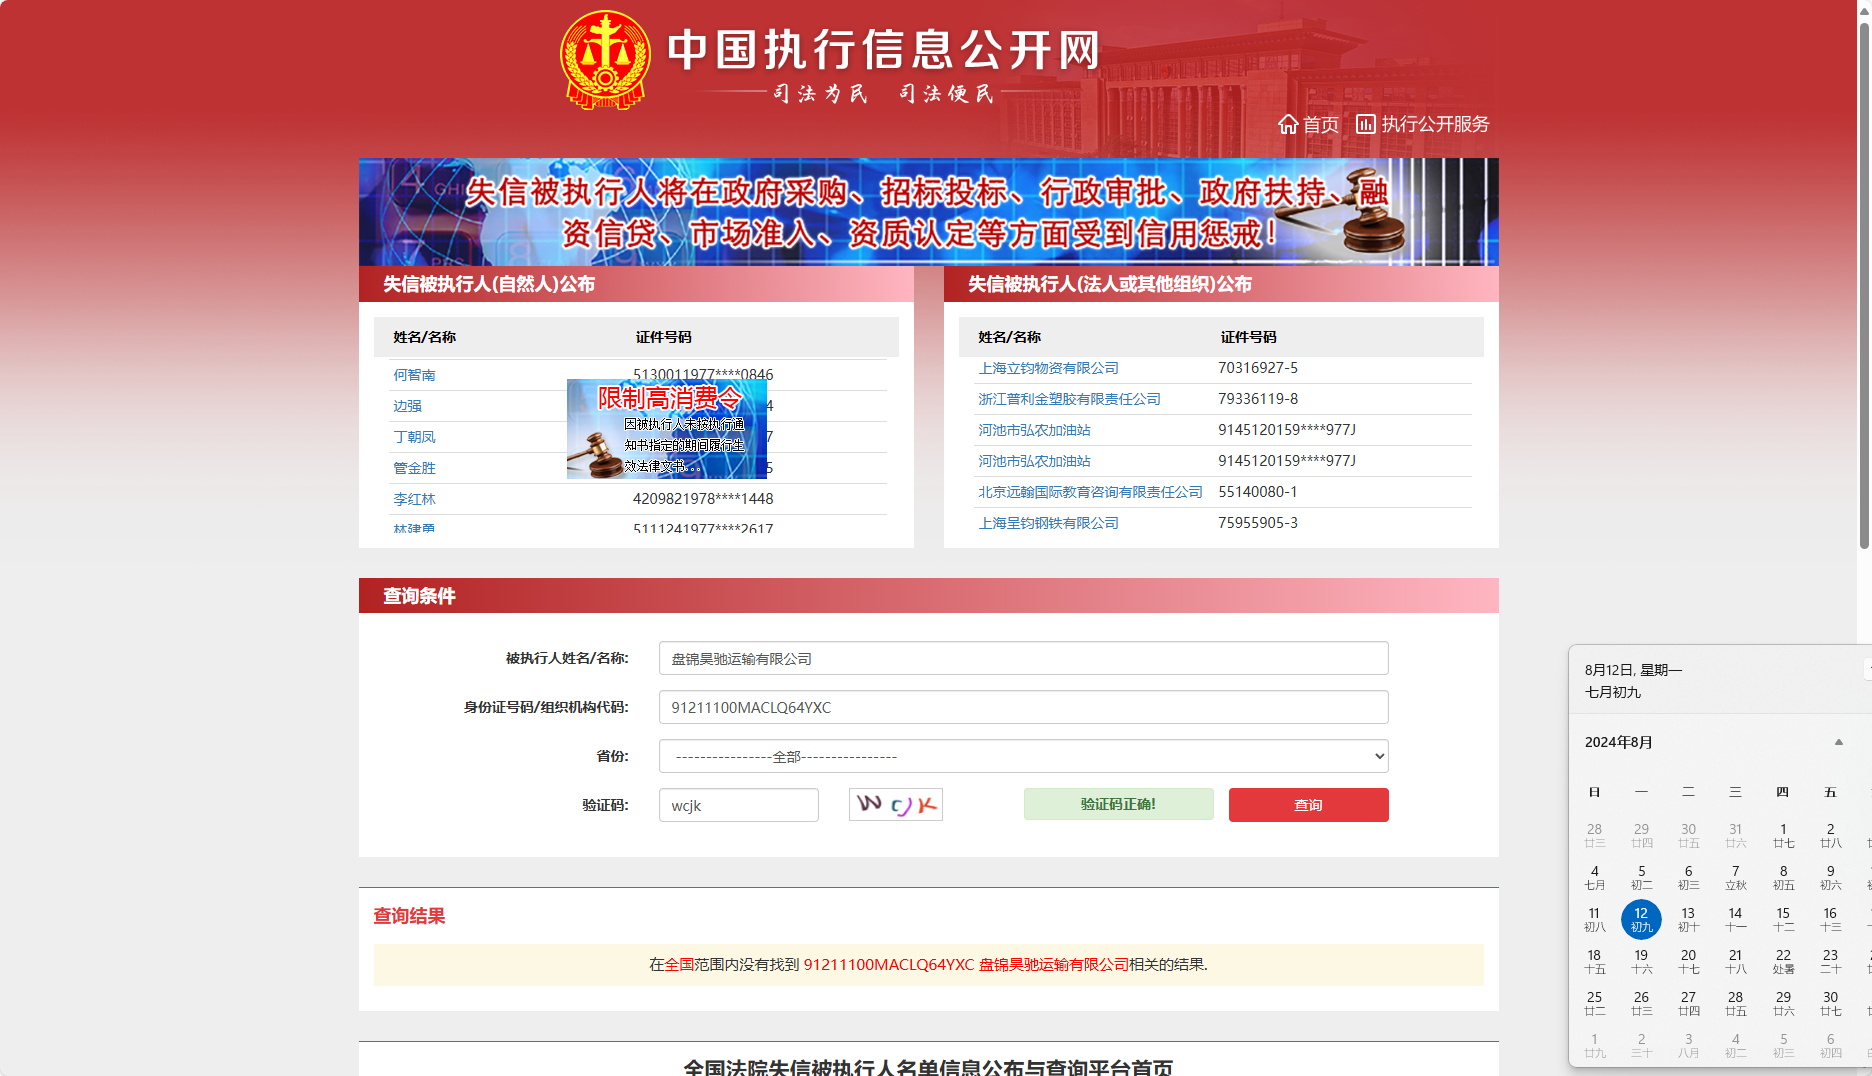 中国执行信息公开网
司法为民 司法便民
首页 执行公开服务
失信被执行人将在政府采购、招标投标、行政审批、政府扶持、融
资信贷、市场准入、资质认定等方面受到信用惩戒！
失信被执行人(自然人)公布
姓名/名称 证件号码
何智南 5130011977****0846
边强 4
丁朝凤 7
管金胜 5
李红林 4209821978****1448
林建勇 5111241977****2617
限制高消费令
因被执行人未按执行通
知书指定的期间履行生
效法律文书...
失信被执行人(法人或其他组织)公布
姓名/名称 证件号码
上海立钧物资有限公司 70316927-5
浙江普利金塑胶有限责任公司 79336119-8
河池市弘农加油站 9145120159****977J
河池市弘农加油站 9145120159****977J
北京远翰国际教育咨询有限责任公司 55140080-1
上海呈钧钢铁有限公司 75955905-3
查询条件
被执行人姓名/名称: 盘锦昊驰运输有限公司
身份证号码/组织机构代码: 91211100MACLQ64YXC
省份: ----------------全部----------------
验证码: wcjk WCJK 验证码正确! 查询
查询结果
在全国范围内没有找到 91211100MACLQ64YXC 盘锦昊驰运输有限公司相关的结果.
全国法院失信被执行人名单信息公布与查询平台首页
8月12日, 星期一
七月初九
2024年8月
日 一 二 三 四 五
28 29 30 31 1 2
廿三 廿四 廿五 廿六 廿七 廿八
4 5 6 7 8 9
七月 初二 初三 立秋 初五 初六
11 12 13 14 15 16
初八 初九 初十 十一 十二 十三
18 19 20 21 22 23
十五 十六 十七 十八 处暑 二十
25 26 27 28 29 30
廿二 廿三 廿四 廿五 廿六 廿七
1 2 3 4 5 6
廿九 三十 八月 初二 初三 初四